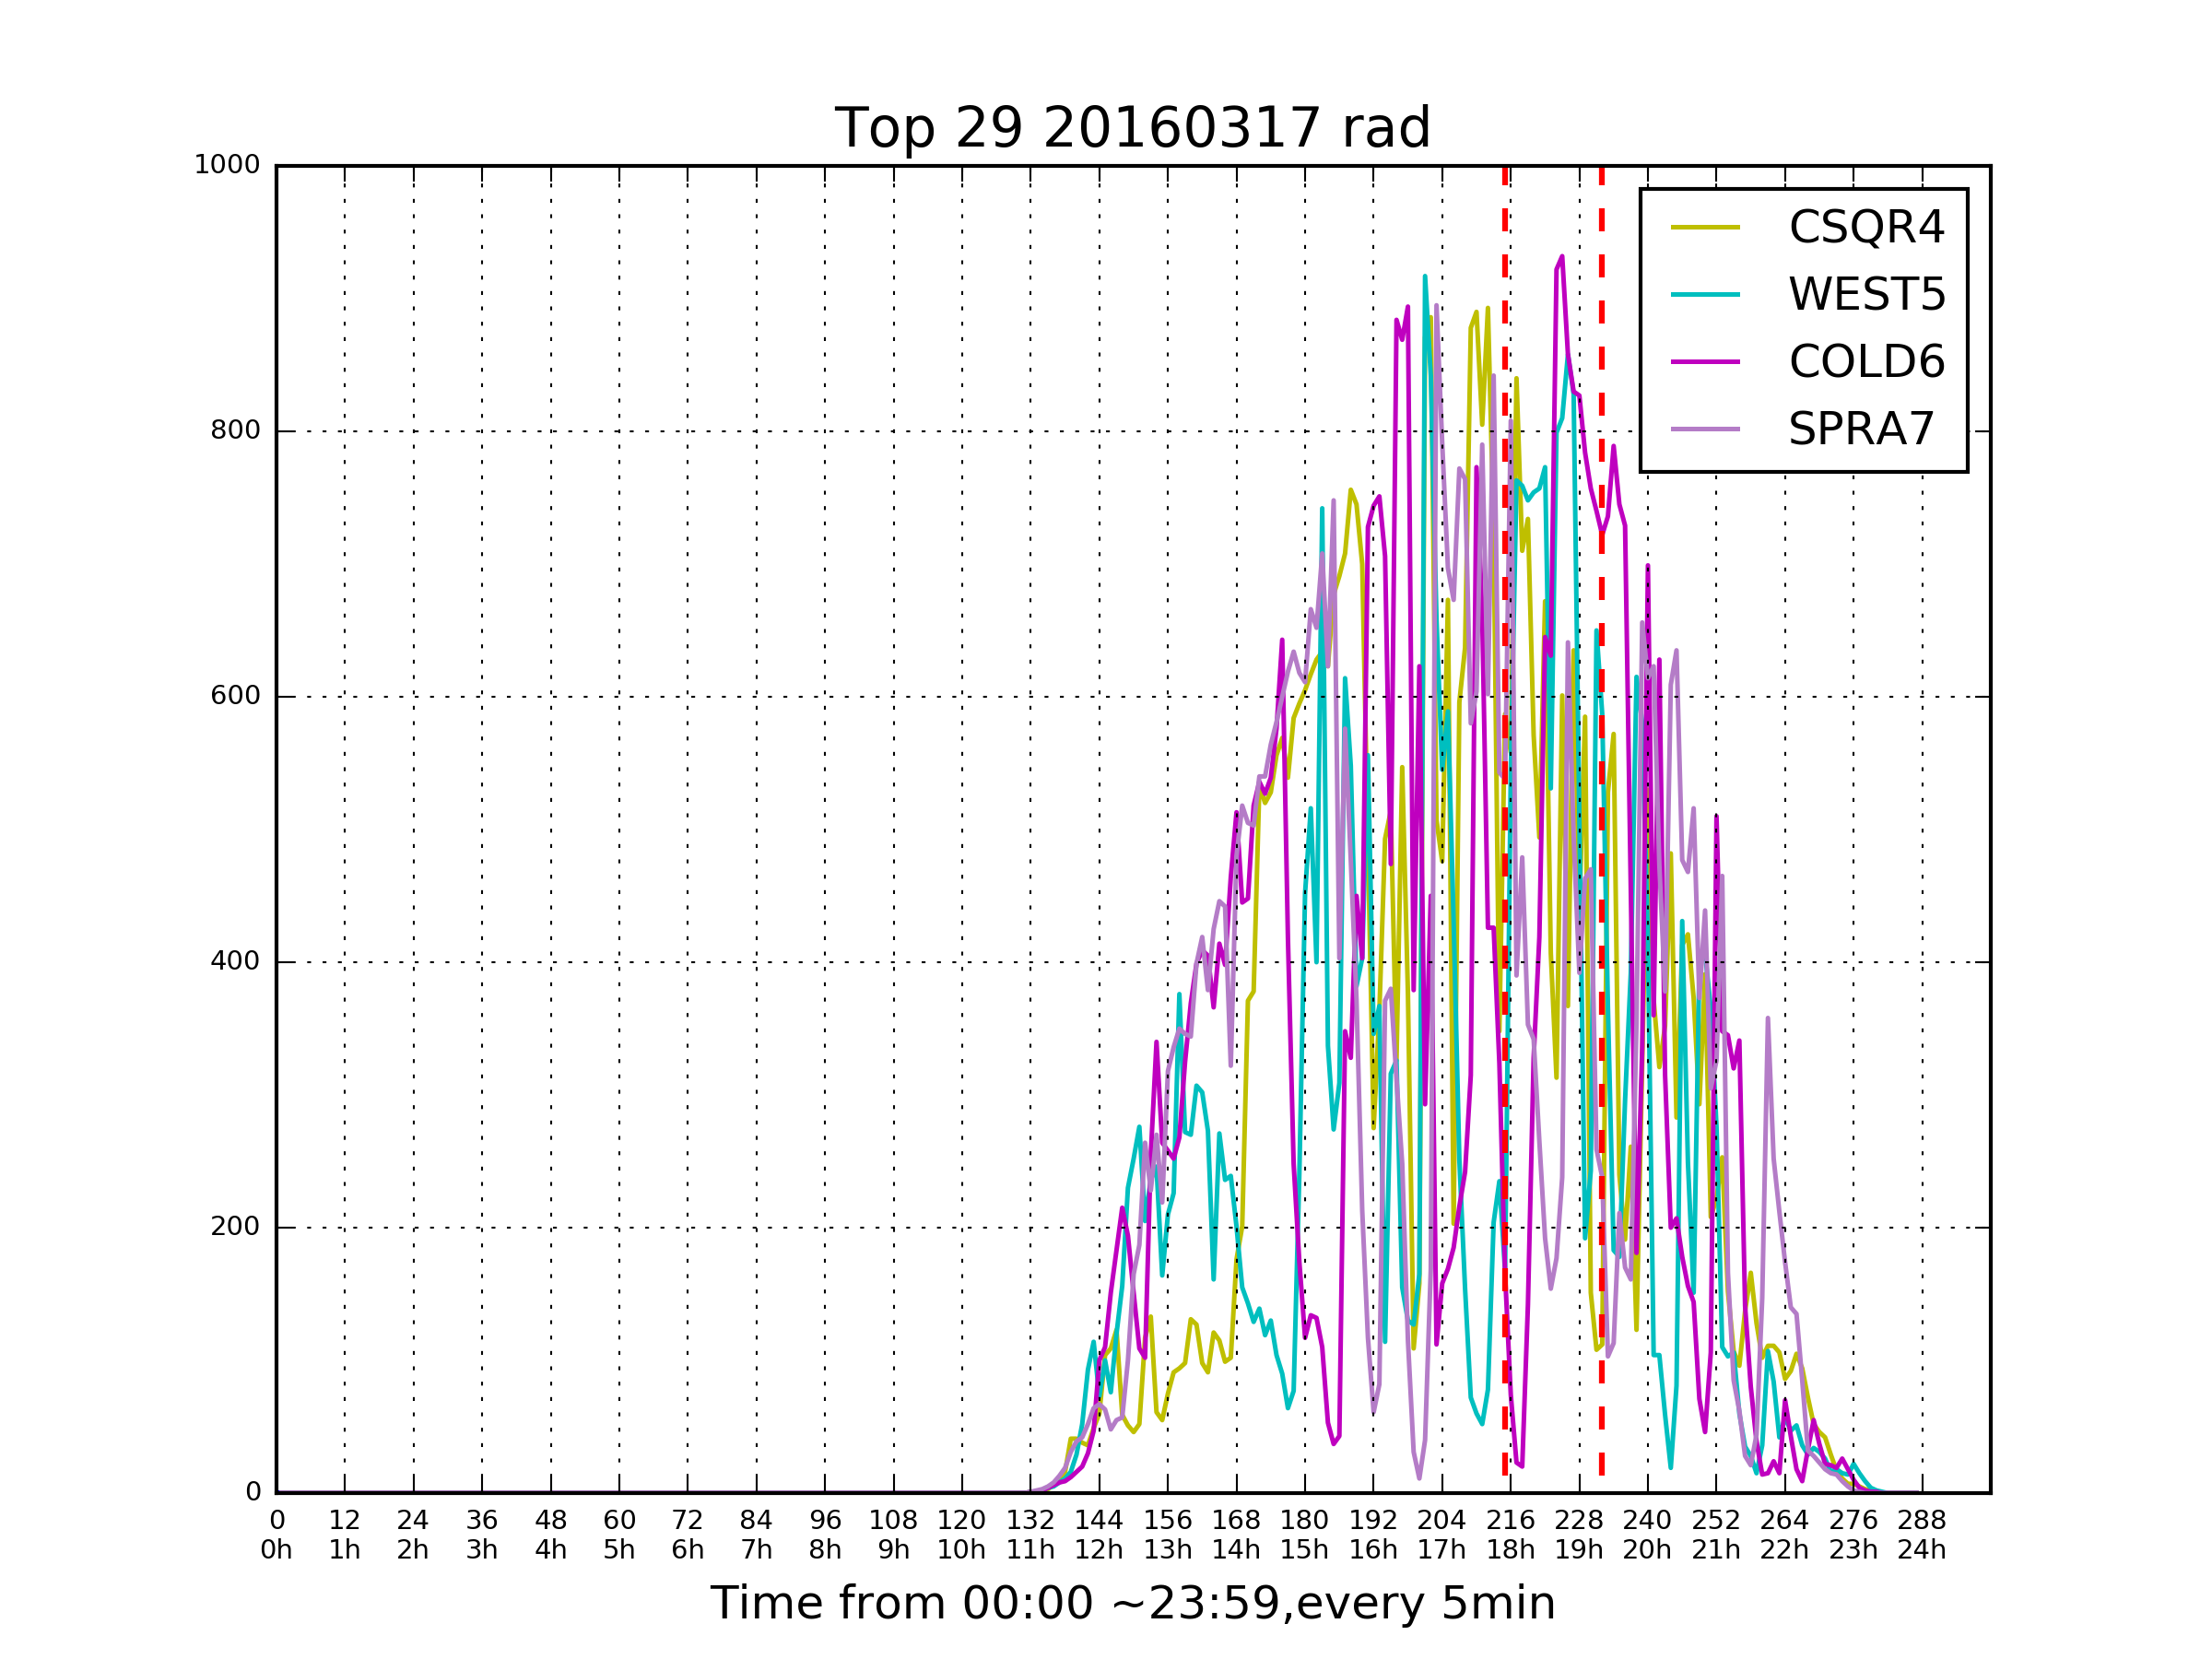 Top 29 20160317 rad
1000
800
600
400
200
0
CSQR4
WEST5
COLD6
SPRA7
0 12 24 36 48 60 72 84 96 108 120 132 144 156 168 180 192 204 216 228 240 252 264 276 288
0h 1h 2h 3h 4h 5h 6h 7h 8h 9h 10h 11h 12h 13h 14h 15h 16h 17h 18h 19h 20h 21h 22h 23h 24h
Time from 00:00 ~23:59,every 5min